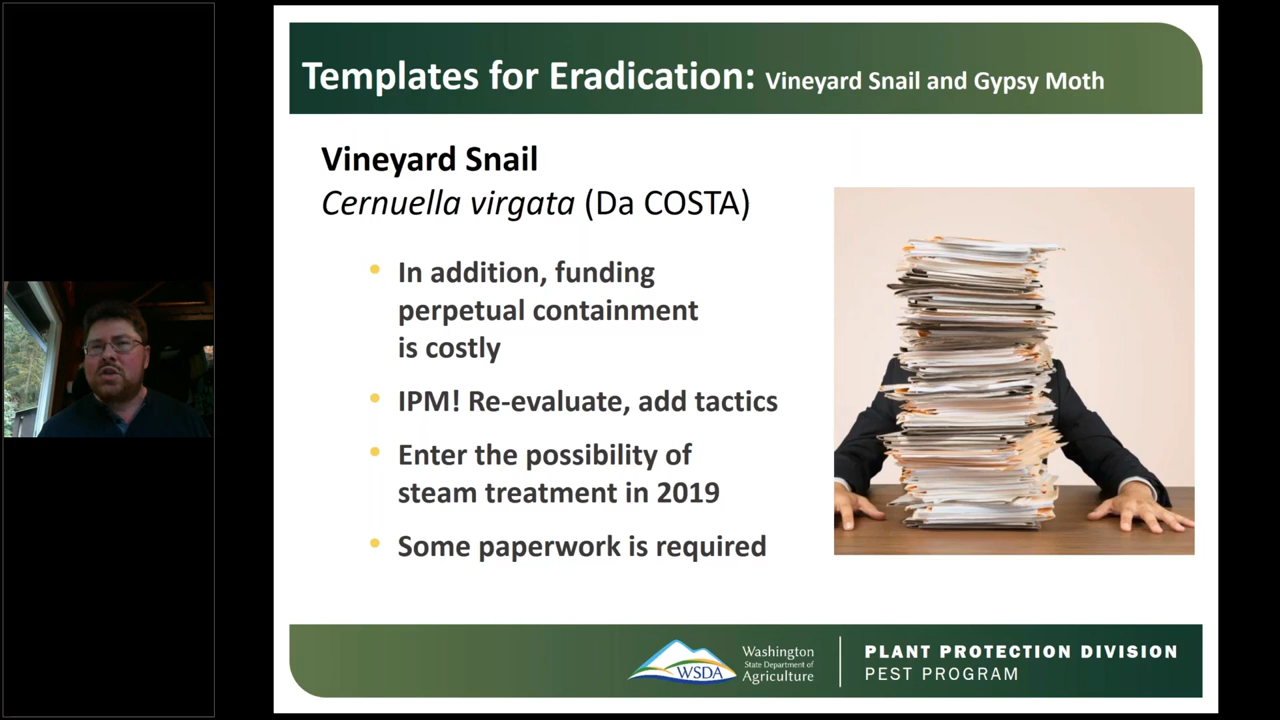 Templates for Eradication: Vineyard Snail and Gypsy Moth
Vineyard Snail
Cernuella virgata (Da COSTA)
• In addition, funding
perpetual containment
is costly
• IPM! Re-evaluate, add tactics
• Enter the possibility of
steam treatment in 2019
• Some paperwork is required
WSDA
Washington
State Department of
Agriculture
PLANT PROTECTION DIVISION
PEST PROGRAM